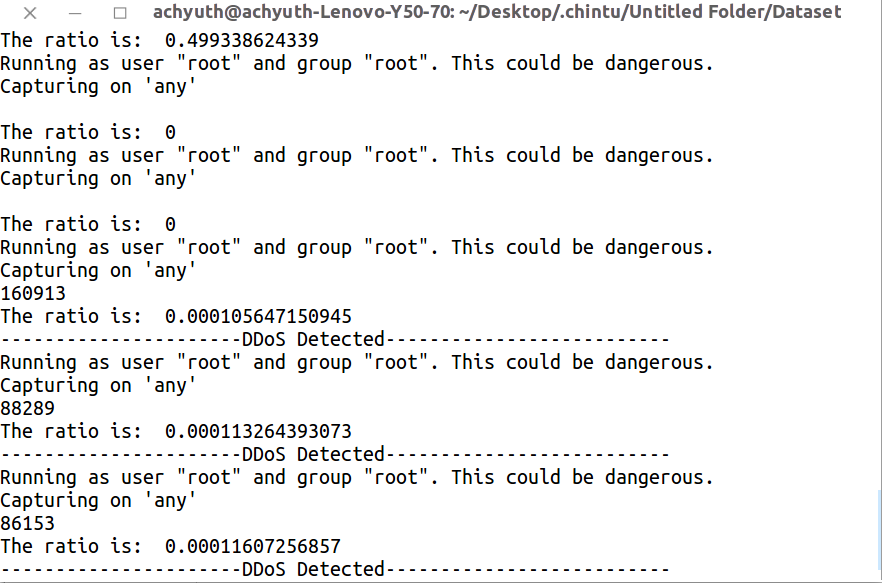 achyuth@achyuth-Lenovo-Y50-70: ~/Desktop/.chintu/Untitled Folder/Dataset
The ratio is:  0.499338624339
Running as user "root" and group "root". This could be dangerous.
Capturing on 'any'
The ratio is:  0
Running as user "root" and group "root". This could be dangerous.
Capturing on 'any'
The ratio is:  0
Running as user "root" and group "root". This could be dangerous.
Capturing on 'any'
160913
The ratio is:  0.000105647150945
----------------------DDoS Detected--------------------------
Running as user "root" and group "root". This could be dangerous.
Capturing on 'any'
88289
The ratio is:  0.000113264393073
----------------------DDoS Detected--------------------------
Running as user "root" and group "root". This could be dangerous.
Capturing on 'any'
86153
The ratio is:  0.00011607256857
----------------------DDoS Detected--------------------------